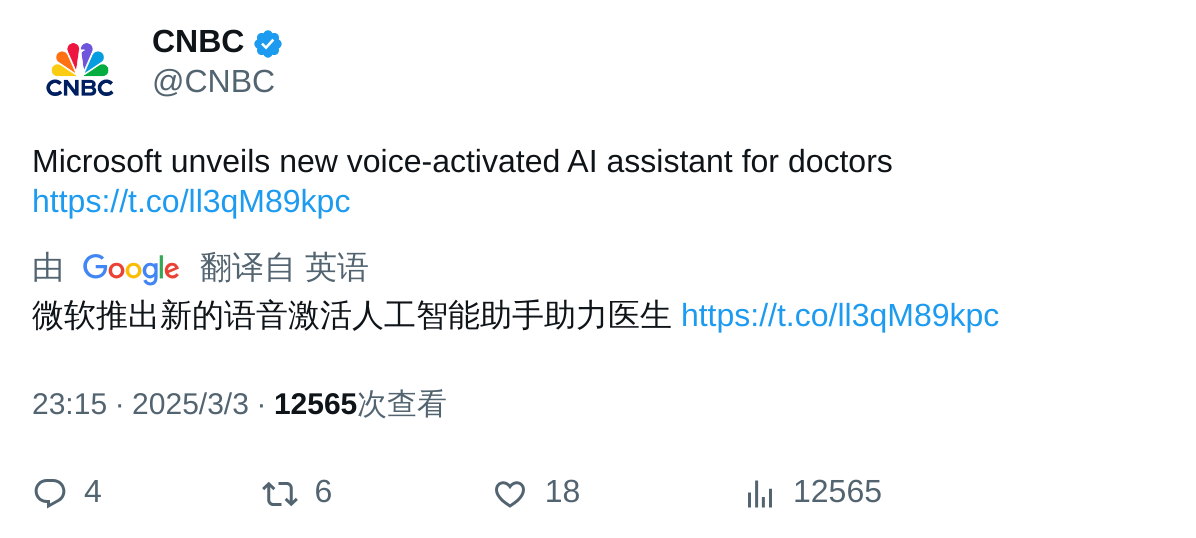 CNBC
CNBC
@CNBC
Microsoft unveils new voice-activated AI assistant for doctors
https://t.co/ll3qM89kpc
由 Google 翻译自 英语
微软推出新的语音激活人工智能助手助力医生 https://t.co/ll3qM89kpc
23:15 · 2025/3/3 · 12565次查看
4 6 18 12565